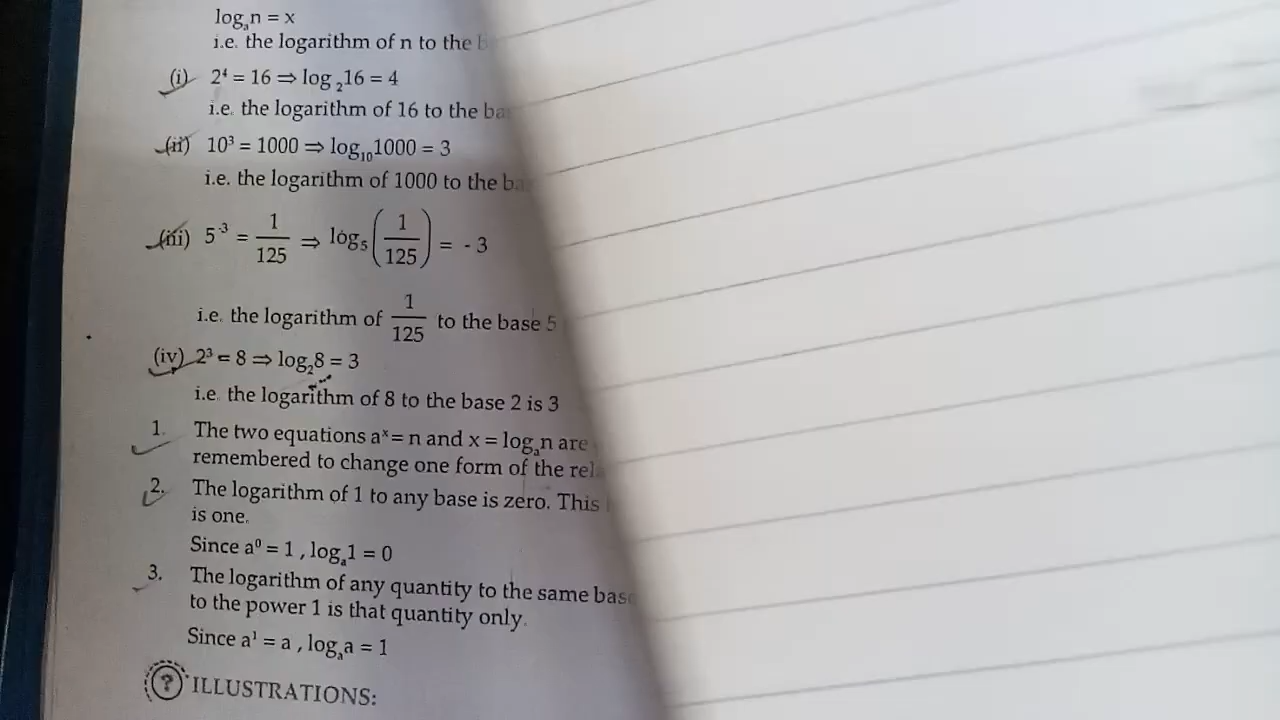 logₐn = x
i.e. the logarithm of n to the
(i) 2⁴ = 16 ⇒ log ₂16 = 4
i.e. the logarithm of 16 to the
(ii) 10³ = 1000 ⇒ log₁₀1000 = 3
i.e. the logarithm of 1000 to the
(iii) 5⁻³ = 1/125 ⇒ log₅(1/125) = - 3
i.e. the logarithm of 1/125 to the base 5
(iv) 2³ = 8 ⇒ log₂8 = 3
i.e. the logarithm of 8 to the base 2 is 3
1. The two equations aˣ = n and x = logₐn are
remembered to change one form of the
2. The logarithm of 1 to any base is zero. This
is one.
Since a⁰ = 1 , logₐ1 = 0
3. The logarithm of any quantity to the same
to the power 1 is that quantity only.
Since a¹ = a , logₐa = 1
? ILLUSTRATIONS: